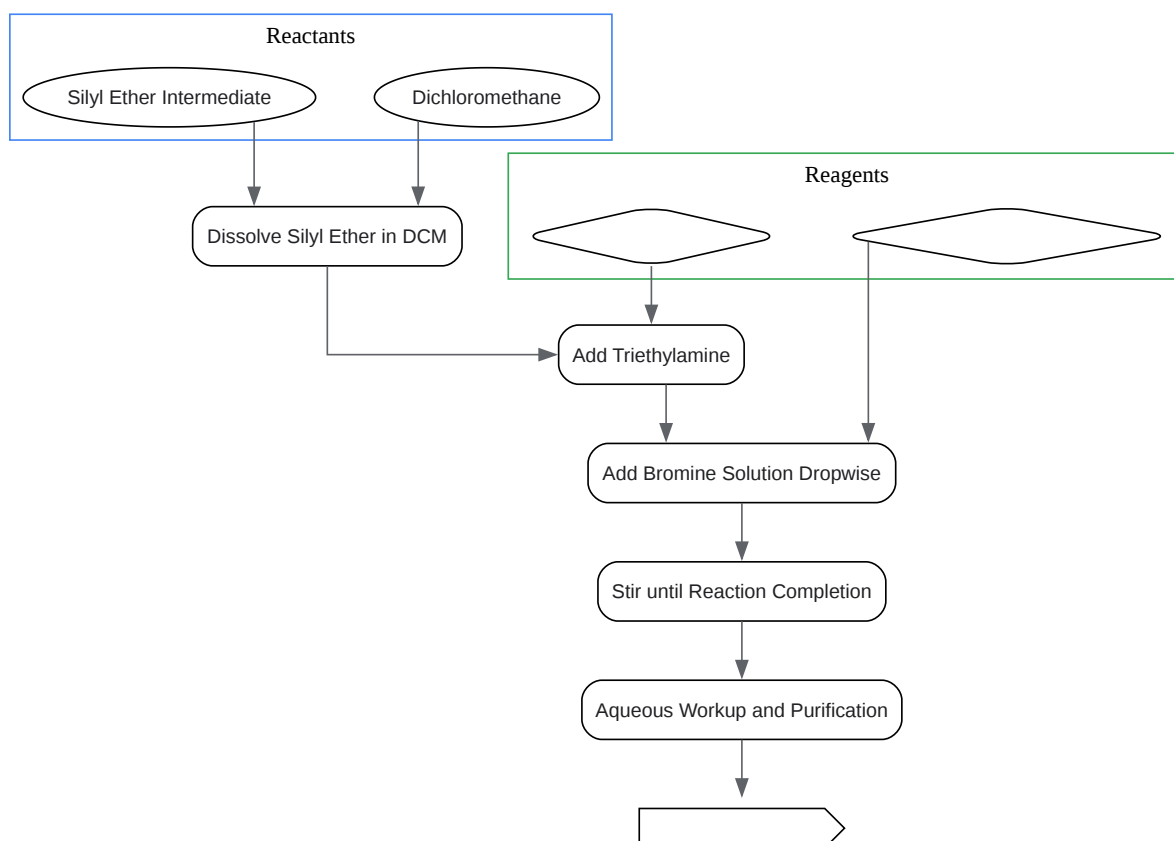 Reactants
Silyl Ether Intermediate
Dichloromethane
Reagents
Dissolve Silyl Ether in DCM
Add Triethylamine
Add Bromine Solution Dropwise
Stir until Reaction Completion
Aqueous Workup and Purification